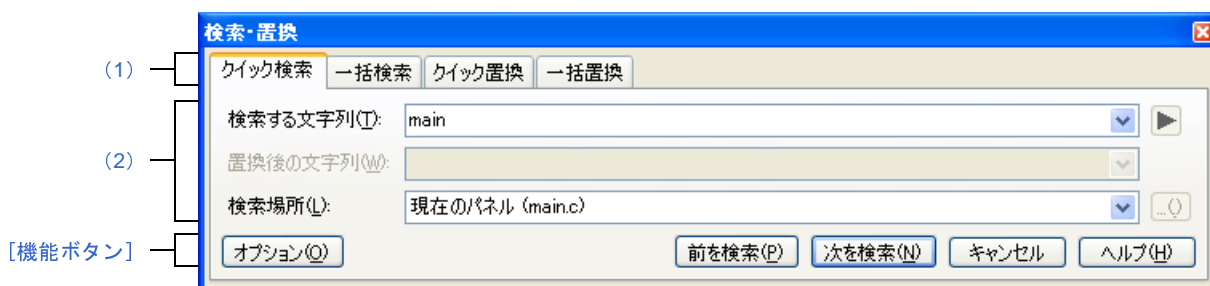 検索・置換
(1)
クイック検索 一括検索 クイック置換 一括置換
検索する文字列(T): main
(2)
置換後の文字列(W):
検索場所(L): 現在のパネル (main.c) ...()
[機能ボタン]
オプション(O) 前を検索(P) 次を検索(N) キャンセル ヘルプ(H)